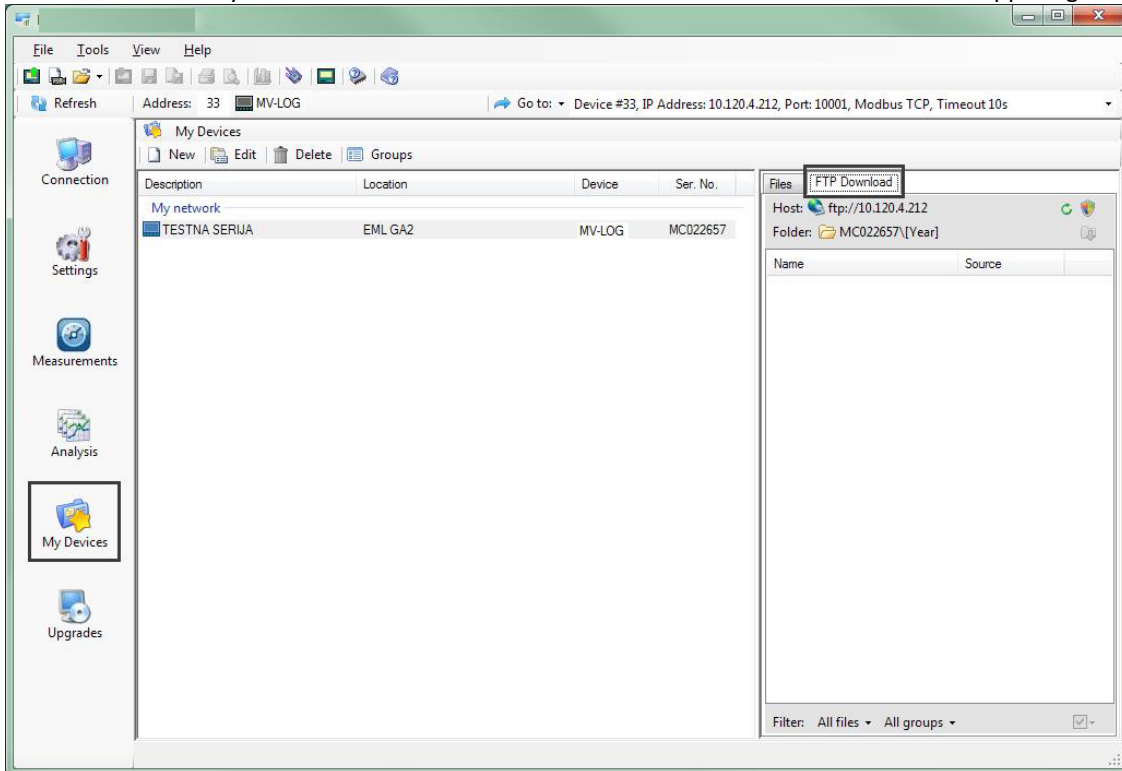 File Tools View Help
Refresh Address: 33 MV-LOG Go to: Device #33, IP Address: 10.120.4.212, Port: 10001, Modbus TCP, Timeout 10s
My Devices
New Edit Delete Groups
Connection
Description Location Device Ser. No.
Files FTP Download
My network
Host: ftp://10.120.4.212
TESTNA SERIJA EML GA2 MV-LOG MC022657
Folder: MC022657\[Year]
Name Source
Settings
Measurements
Analysis
My Devices
Upgrades
Filter: All files All groups